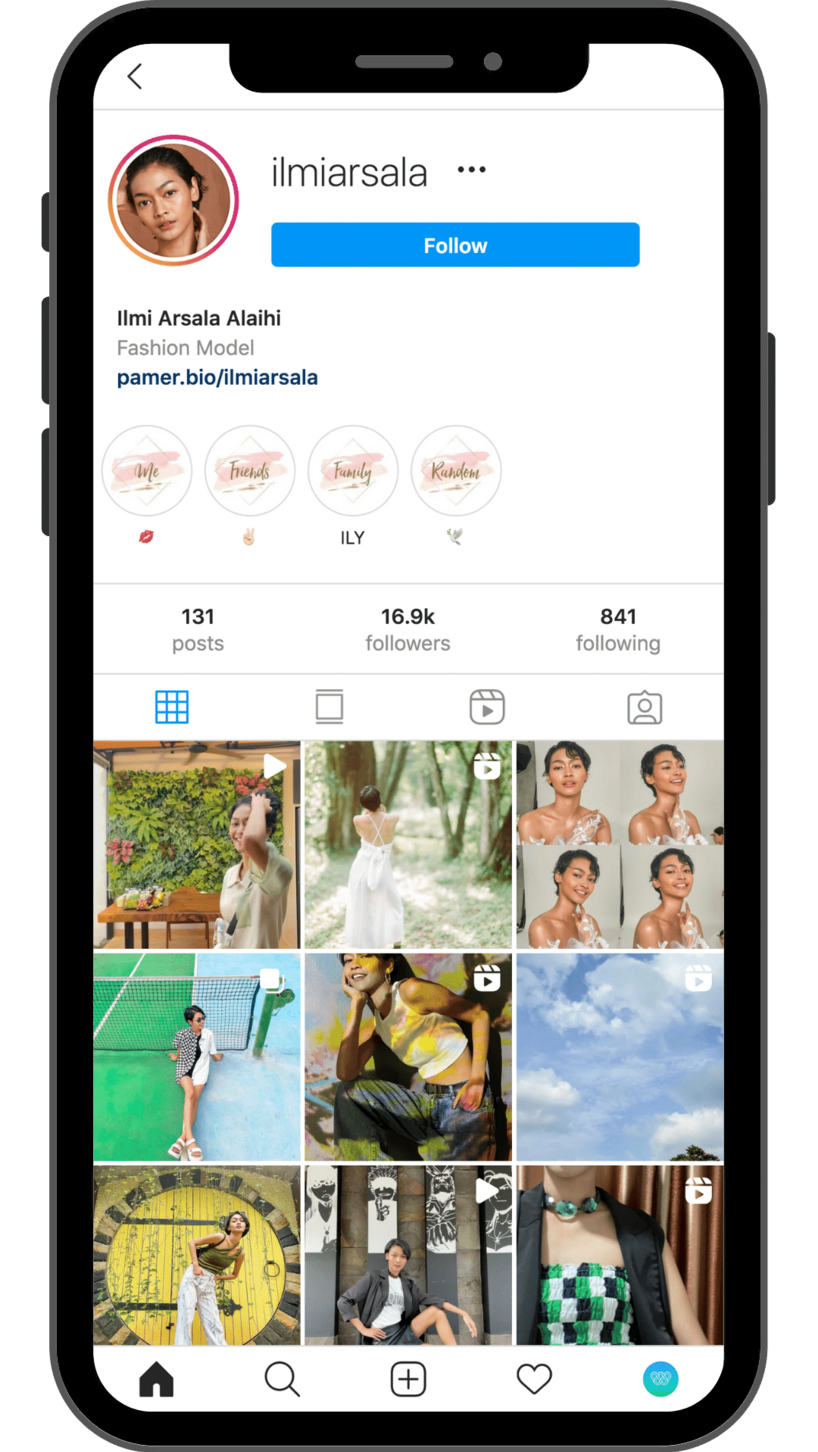 ilmiarsala
Follow
Ilmi Arsala Alaihi
Fashion Model
pamer.bio/ilmiarsala
Me
Friends
Family
Random
💋
✌🏻
ILY
🕊
131
16.9k
841
posts
followers
following